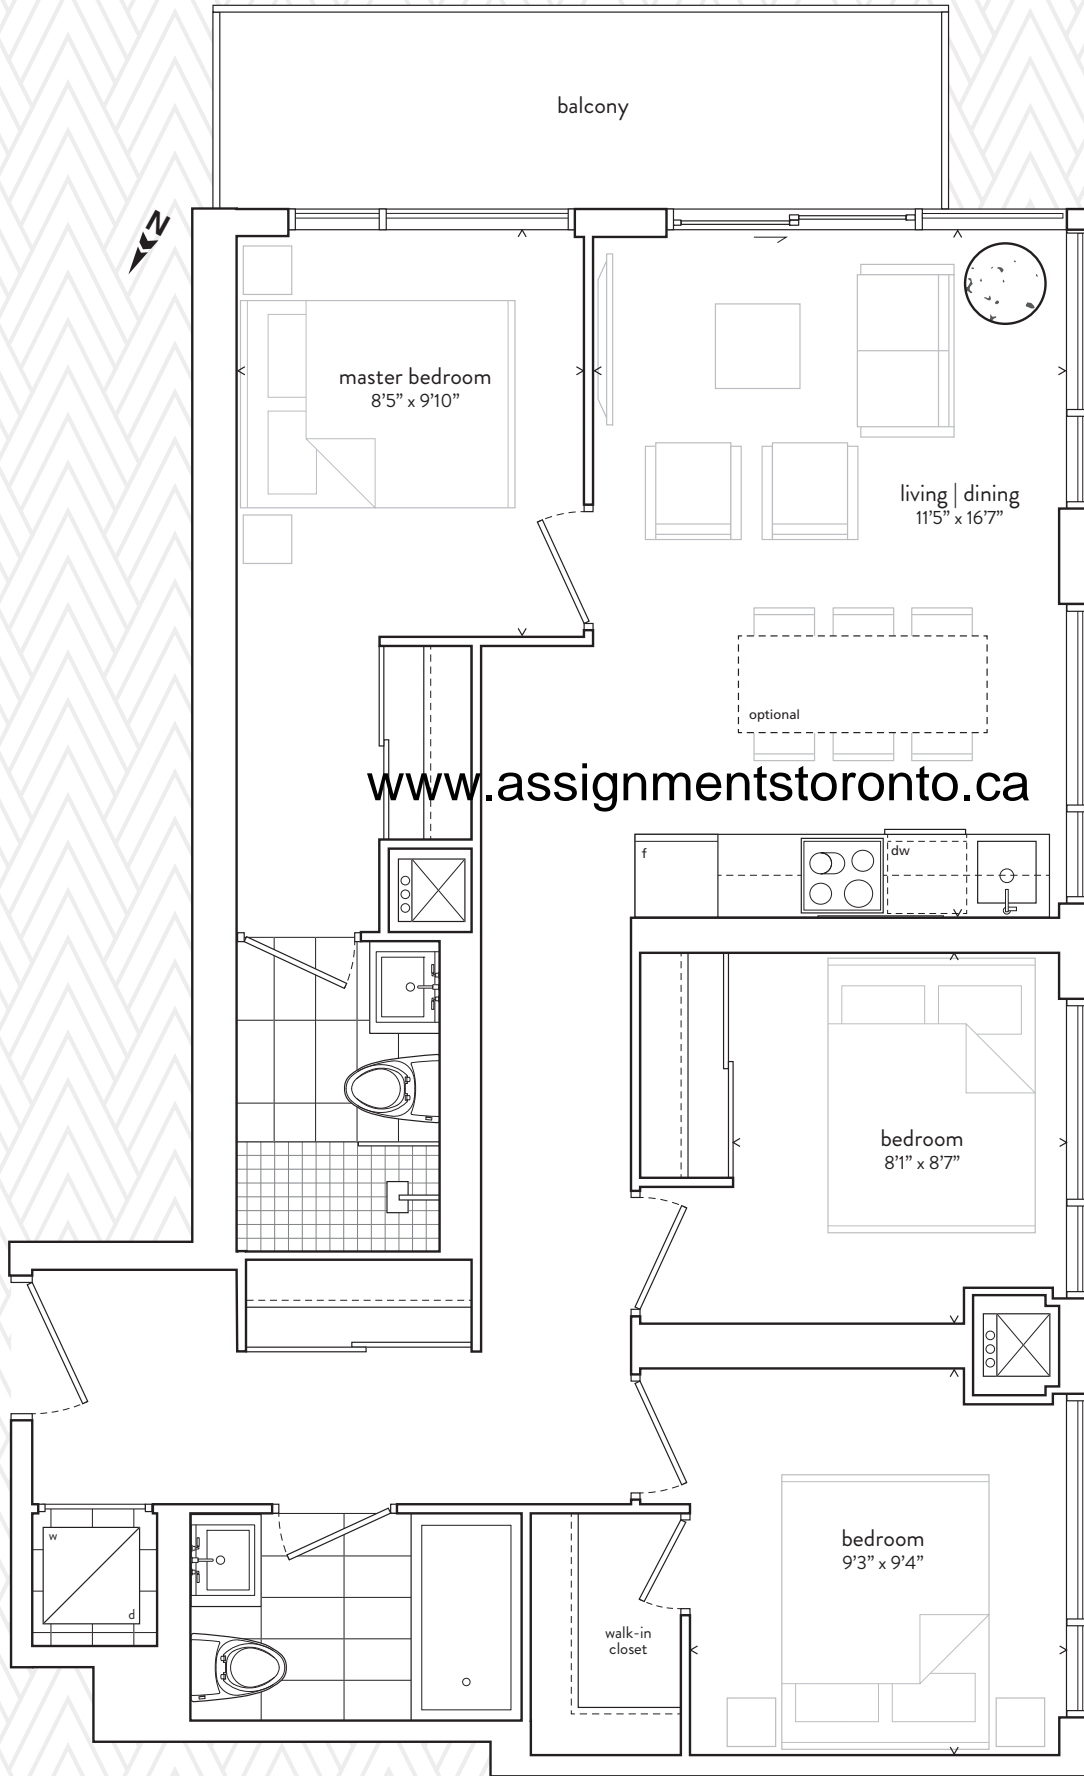 balcony
N
master bedroom
8’5” x 9’10”
living | dining
11’5” x 16’7”
optional
www.assignmentstoronto.ca
f
dw
bedroom
8’1” x 8’7”
bedroom
9’3” x 9’4”
w
d
walk-in
closet